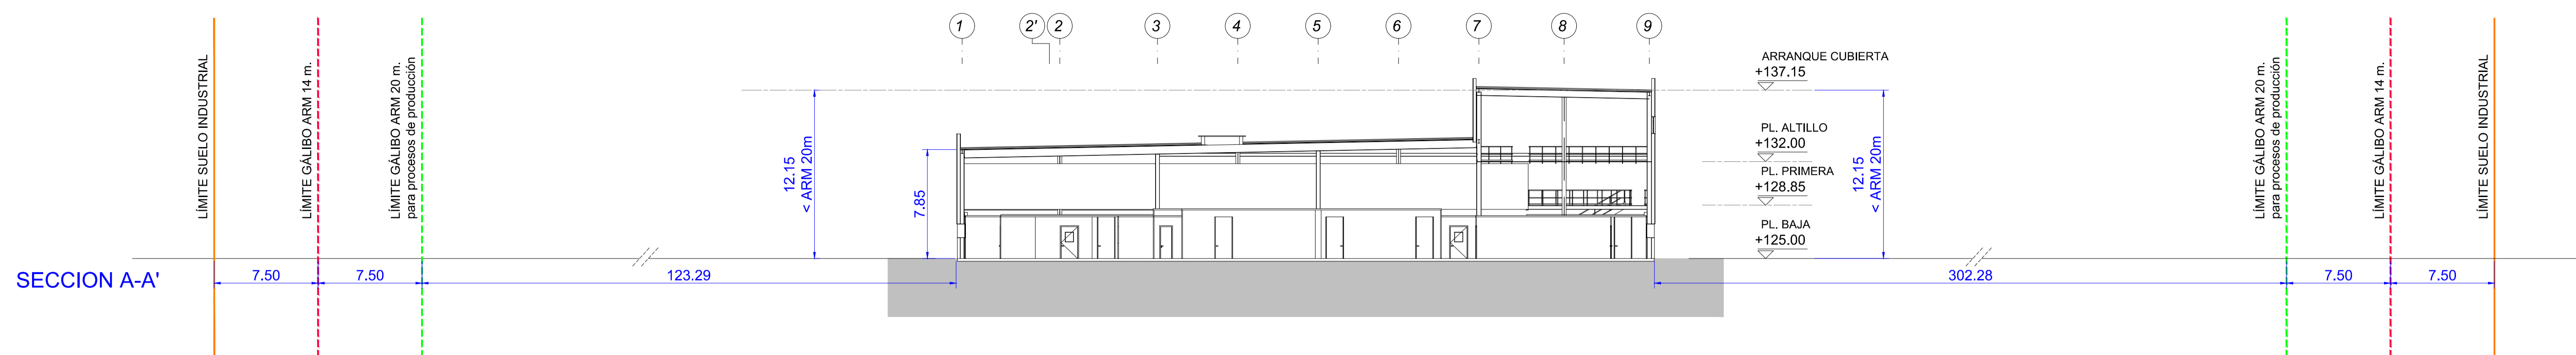 1
2'
2
3
4
5
6
7
8
9
LÍMITE SUELO INDUSTRIAL
LÍMITE GÁLIBO ARM 14 m.
LÍMITE GÁLIBO ARM 20 m.
para procesos de producción
12.15
< ARM 20m
7.85
ARRANQUE CUBIERTA
+137.15
PL. ALTILLO
+132.00
PL. PRIMERA
+128.85
PL. BAJA
+125.00
12.15
< ARM 20m
LÍMITE GÁLIBO ARM 20 m.
para procesos de producción
LÍMITE GÁLIBO ARM 14 m.
LÍMITE SUELO INDUSTRIAL
SECCION A-A'
7.50
7.50
123.29
302.28
7.50
7.50